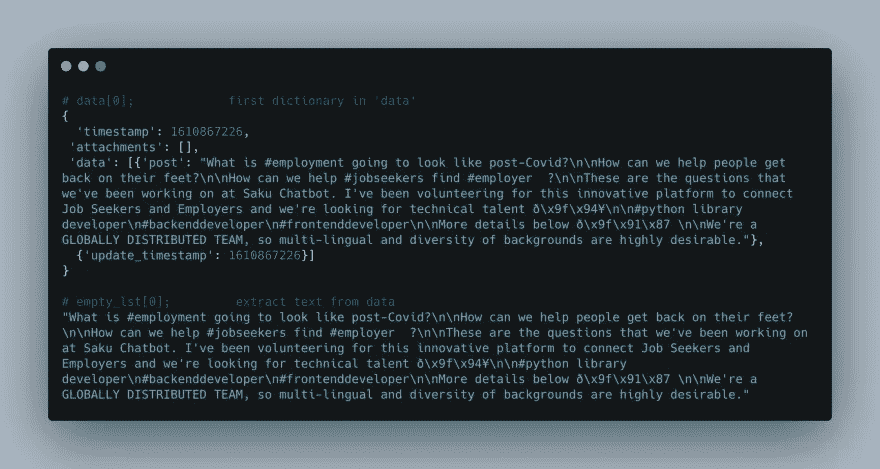 # data[0];             first dictionary in 'data'
{
  'timestamp': 1610867226,
 'attachments': [],
 'data': [{'post': "What is #employment going to look like post-Covid?\n\nHow can we help people get
back on their feet?\n\nHow can we help #jobseekers find #employer  ?\n\nThese are the questions that
we've been working on at Saku Chatbot. I've been volunteering for this innovative platform to connect
Job Seekers and Employers and we're looking for technical talent ð\x9f\x94¥\n\n#python library
developer\n#backenddeveloper\n#frontenddeveloper\n\nMore details below ð\x9f\x91\x87 \n\nWe're a
GLOBALLY DISTRIBUTED TEAM, so multi-lingual and diversity of backgrounds are highly desirable."},
  {'update_timestamp': 1610867226}]
}
# empty_lst[0];         extract text from data
"What is #employment going to look like post-Covid?\n\nHow can we help people get back on their feet?
\n\nHow can we help #jobseekers find #employer  ?\n\nThese are the questions that we've been working on
at Saku Chatbot. I've been volunteering for this innovative platform to connect Job Seekers and
Employers and we're looking for technical talent ð\x9f\x94¥\n\n#python library
developer\n#backenddeveloper\n#frontenddeveloper\n\nMore details below ð\x9f\x91\x87 \n\nWe're a
GLOBALLY DISTRIBUTED TEAM, so multi-lingual and diversity of backgrounds are highly desirable."